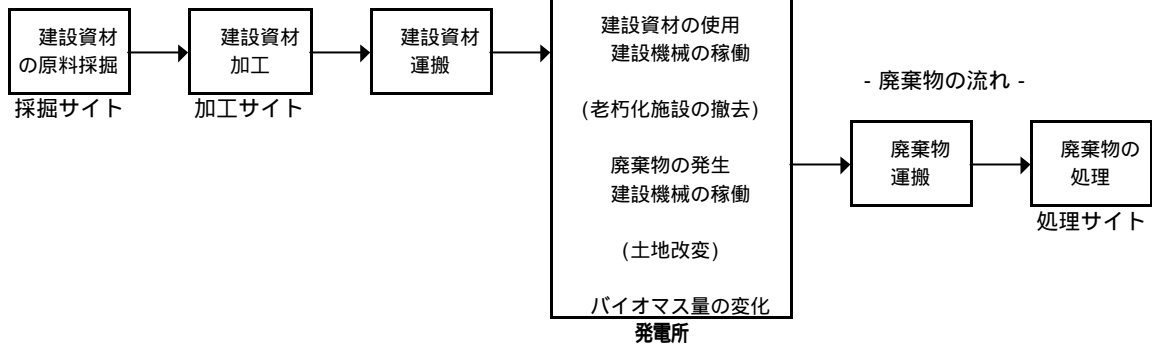 建設資材
の原料採掘
採掘サイト
建設資材
加工
加工サイト
建設資材
運搬
建設資材の使用
建設機械の稼働
(老朽化施設の撤去)
廃棄物の発生
建設機械の稼働
(土地改変)
バイオマス量の変化
発電所
- 廃棄物の流れ -
廃棄物
運搬
廃棄物の
処理
処理サイト